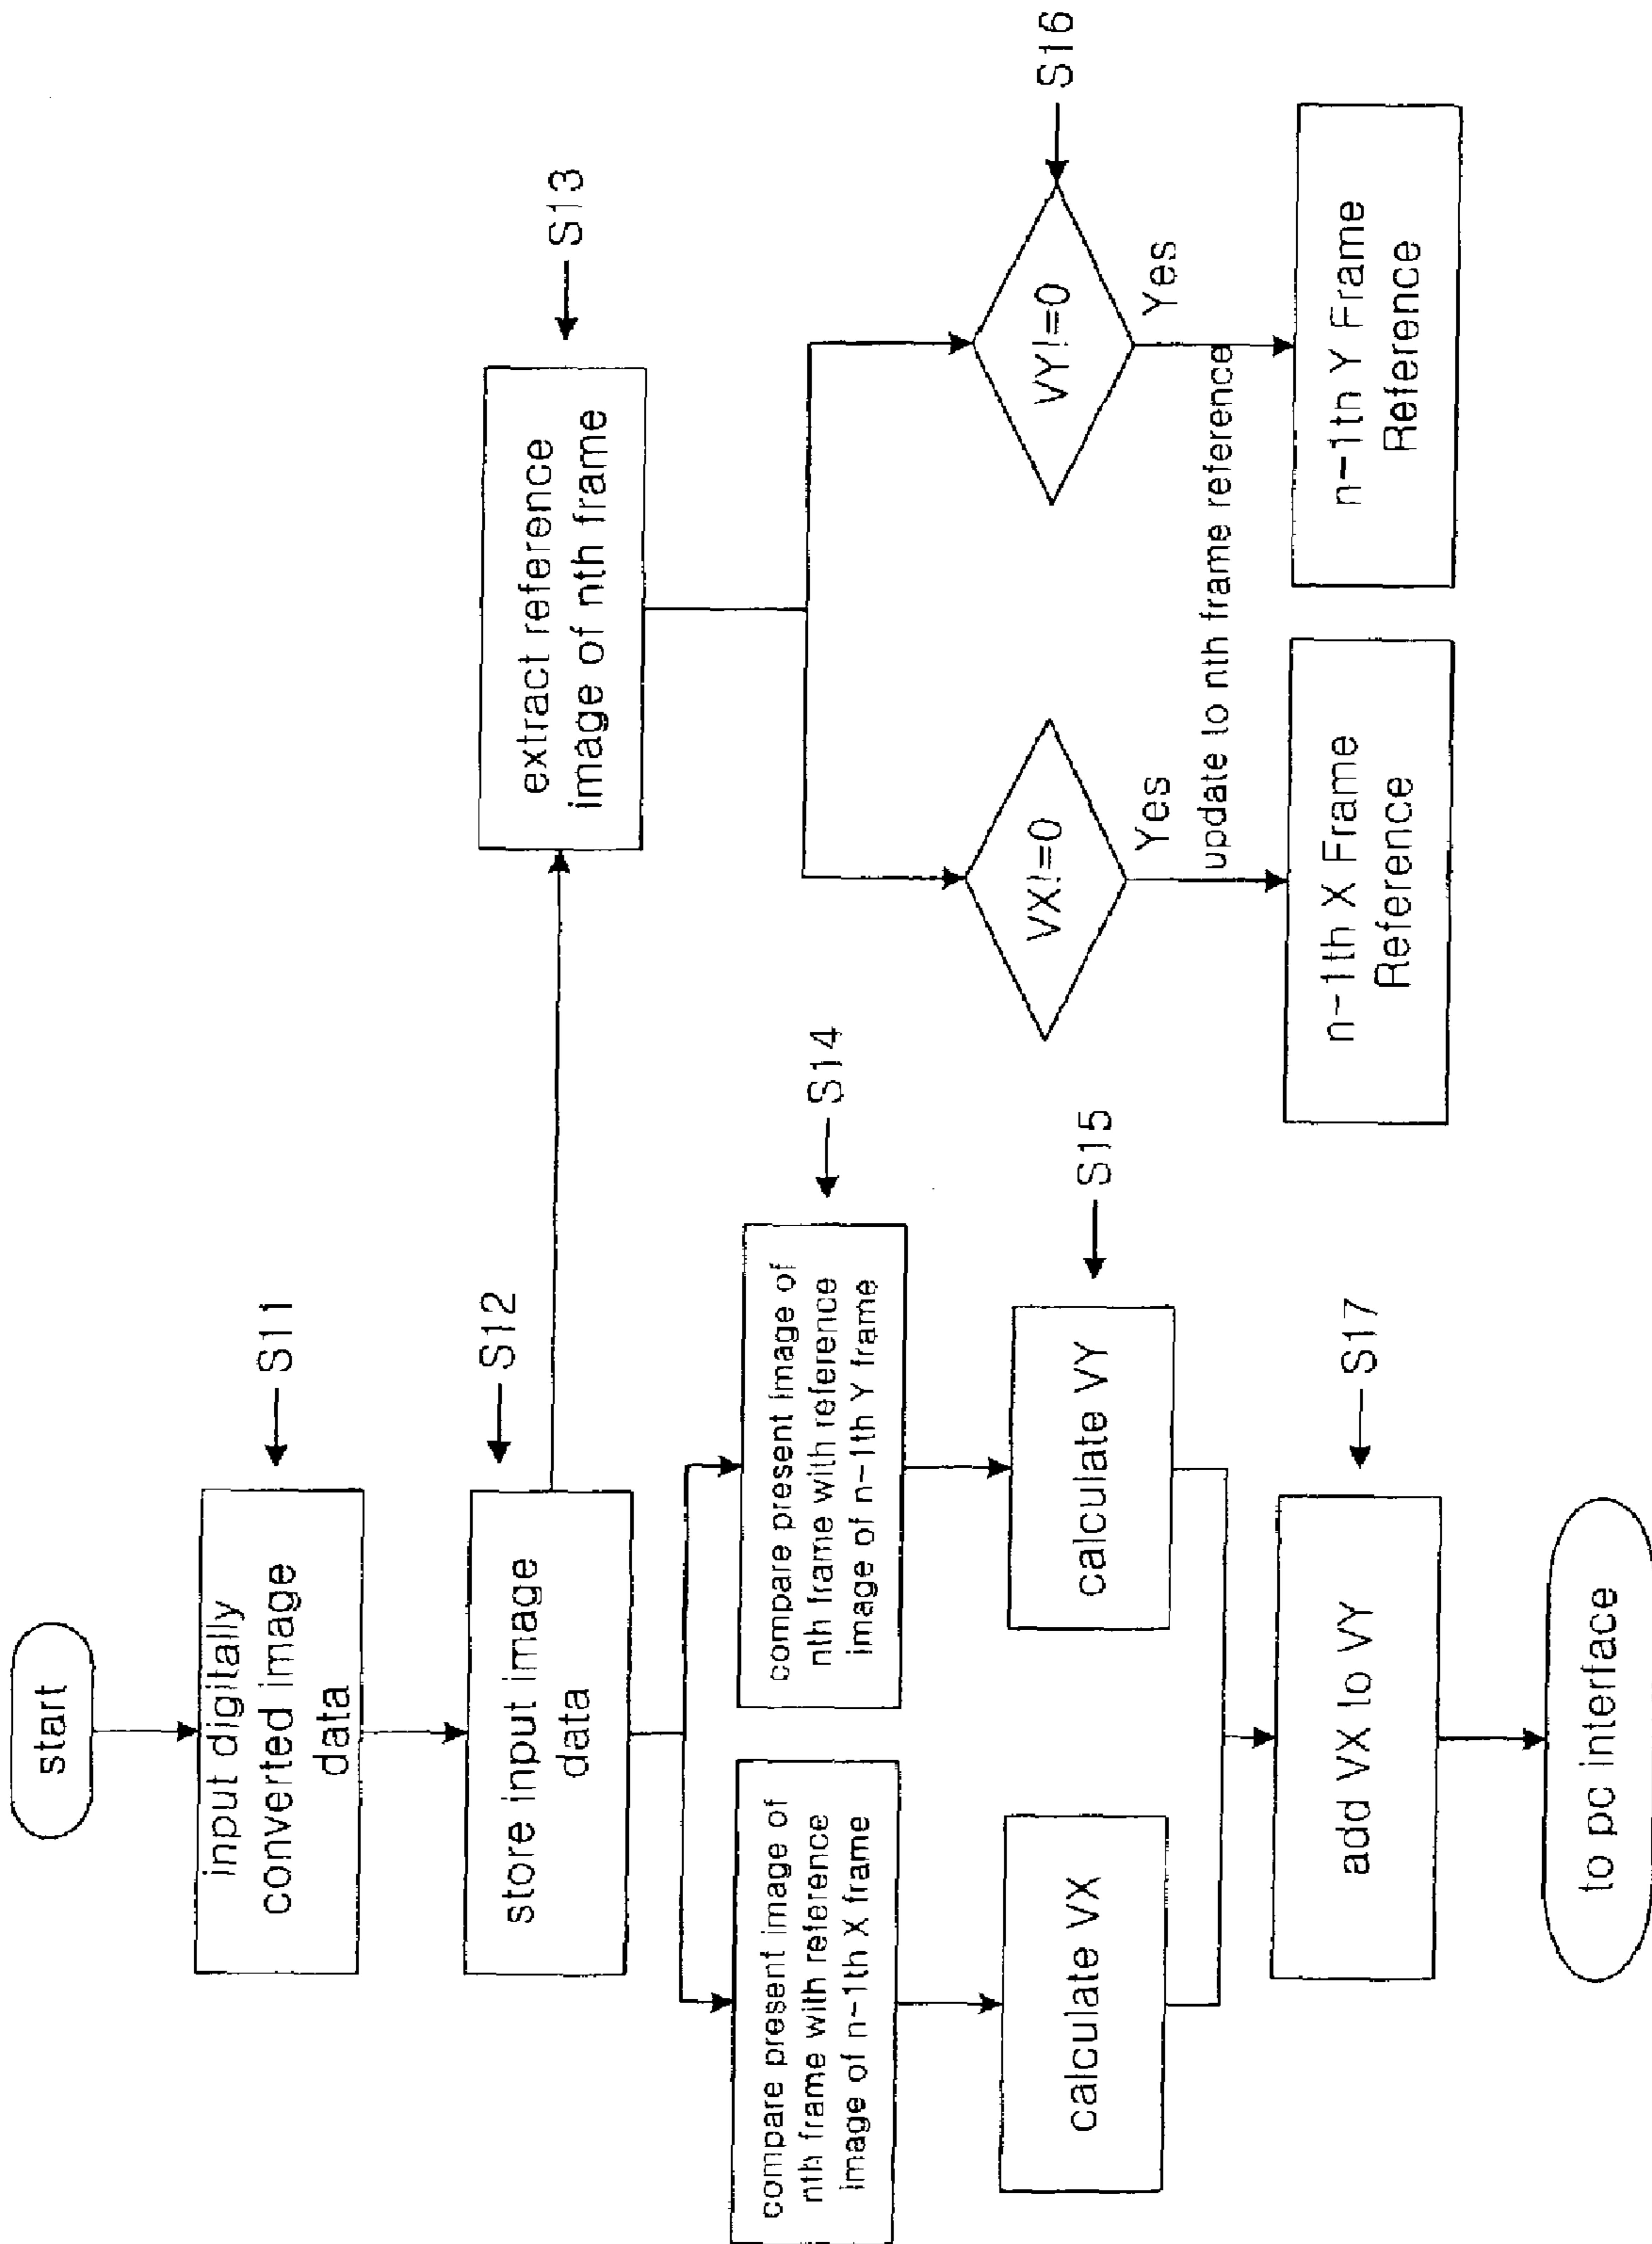 start
input digitally
converted image
data
S11
store input image
data
S12
extract reference
image of nth frame
S13
compare present image of
nth frame with reference
image of n-1th X frame
compare present image of
nth frame with reference
image of n-1th Y frame
S14
calculate VX
calculate VY
S15
VX!=0
VY!=0
S16
Yes
Yes
update to nth frame reference
n-1th X Frame
Reference
n-1th Y Frame
Reference
add VX to VY
S17
to pc interface